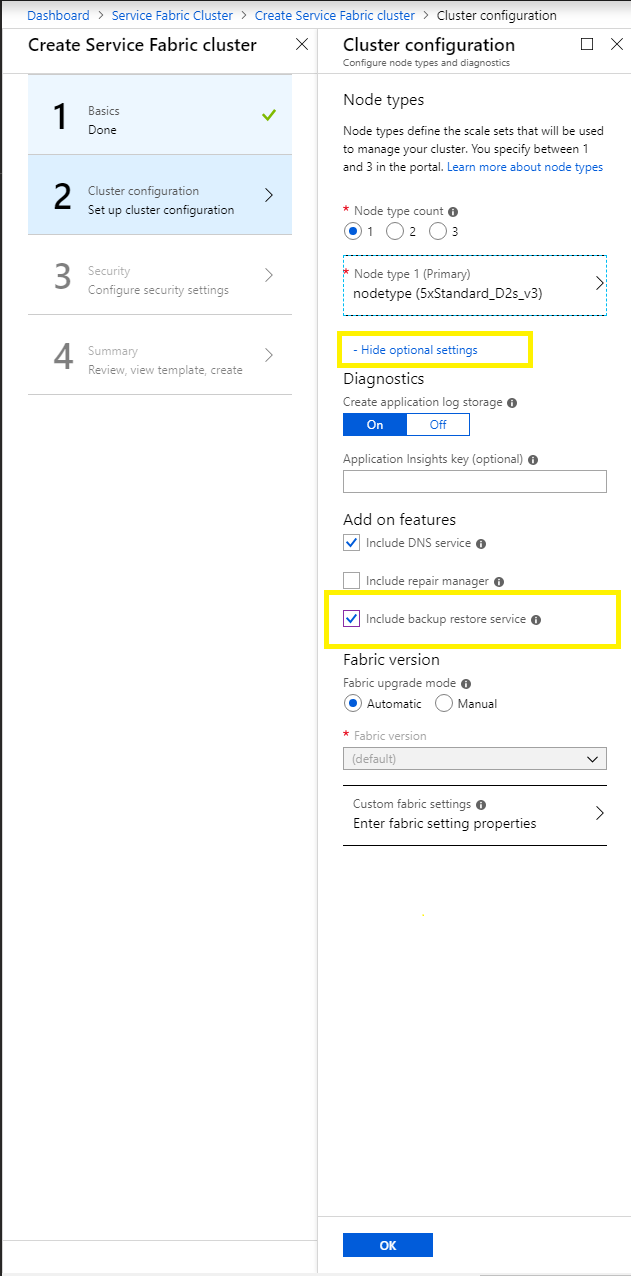 Dashboard > Service Fabric Cluster > Create Service Fabric cluster > Cluster configuration
Create Service Fabric cluster
1
Basics
Done
2
Cluster configuration
Set up cluster configuration
3
Security
Configure security settings
4
Summary
Review, view template, create
Cluster configuration
Configure node types and diagnostics
Node types
Node types define the scale sets that will be used
to manage your cluster. You specify between 1
and 3 in the portal. Learn more about node types
* Node type count
1 2 3
* Node type 1 (Primary)
nodetype (5xStandard_D2s_v3)
- Hide optional settings
Diagnostics
Create application log storage
On Off
Application Insights key (optional)
Add on features
Include DNS service
Include repair manager
Include backup restore service
Fabric version
Fabric upgrade mode
Automatic Manual
* Fabric version
(default)
Custom fabric settings
Enter fabric setting properties
OK